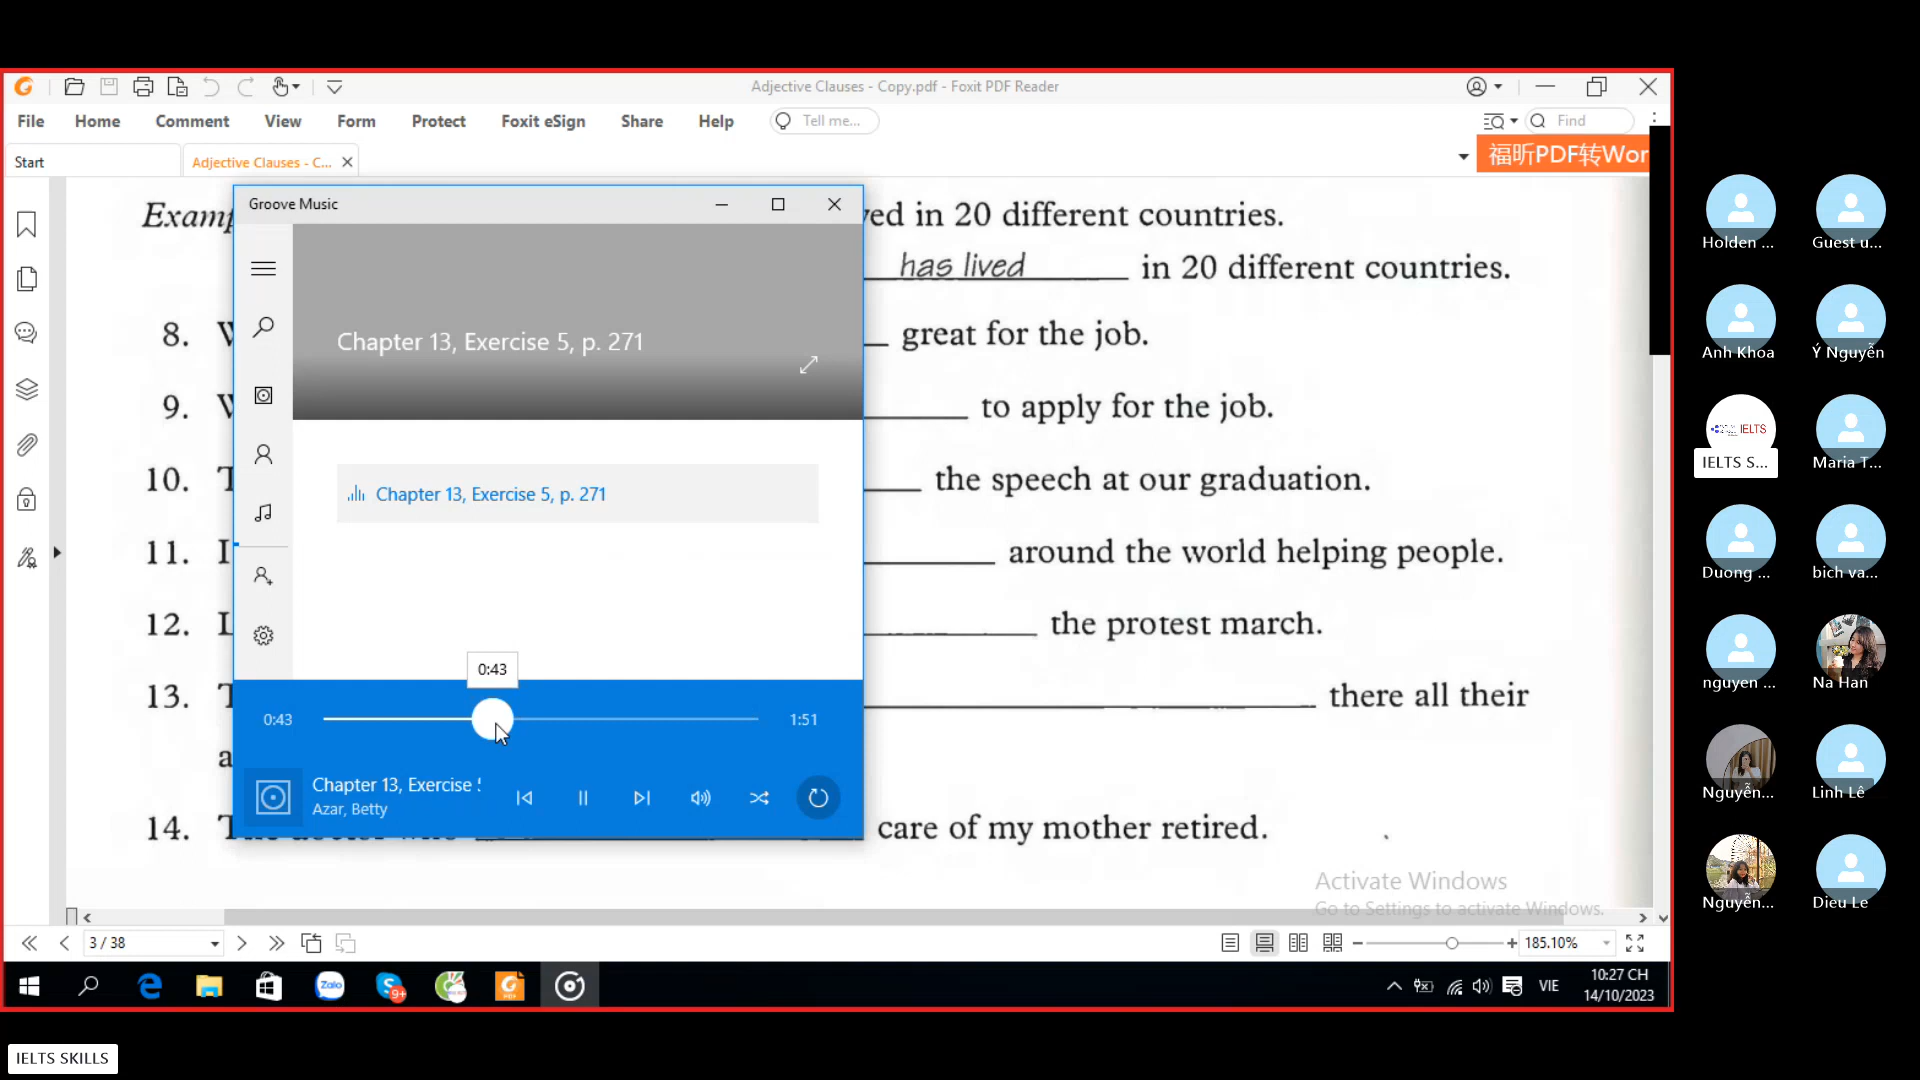 Adjective Clauses - Copy.pdf - Foxit PDF Reader
File Home Comment View Form Protect Foxit eSign Share Help Tell me... Find
Start
Adjective Clauses - C...
福昕PDF转Wor
in 20 different countries.
has lived in 20 different countries.
8. great for the job.
9. to apply for the job.
10. the speech at our graduation.
11. I around the world helping people.
12. the protest march.
13. there all their
14. care of my mother retired.
Groove Music
Chapter 13, Exercise 5, p. 271
Chapter 13, Exercise 5, p. 271
0:43
0:43
1:51
Chapter 13, Exercise
Azar, Betty
Activate Windows
Go to Settings to activate Windows.
3 / 38
185.10%
Zalo
9+
VIE
10:27 CH
14/10/2023
Holden ...
Guest u...
Anh Khoa
Ý Nguyễn
IELTS
IELTS S...
Maria T...
Duong ...
bich va...
nguyen ...
Na Han
Nguyễn...
Linh Lê
Nguyễn...
Dieu Le
IELTS SKILLS